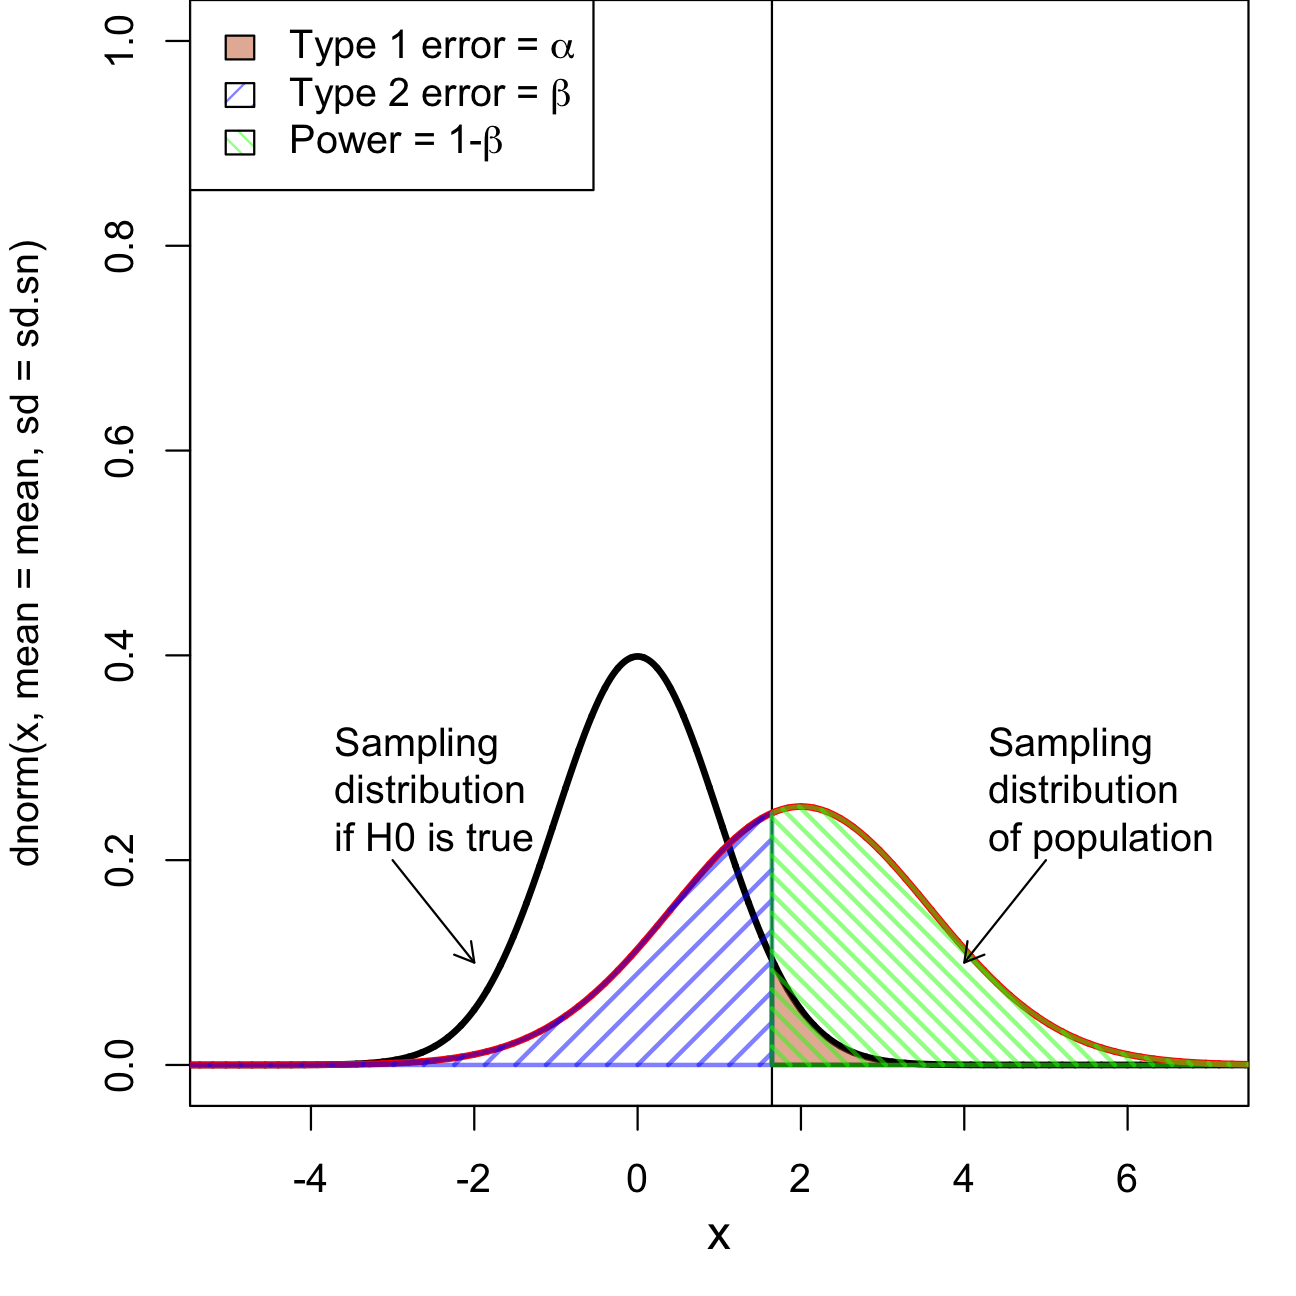 Type 1 error = α
Type 2 error = β
Power = 1-β
dnorm(x, mean = mean, sd = sd.sn)
1.0
0.8
0.6
0.4
0.2
0.0
Sampling
distribution
if H0 is true
Sampling
distribution
of population
-4 -2 0 2 4 6
x